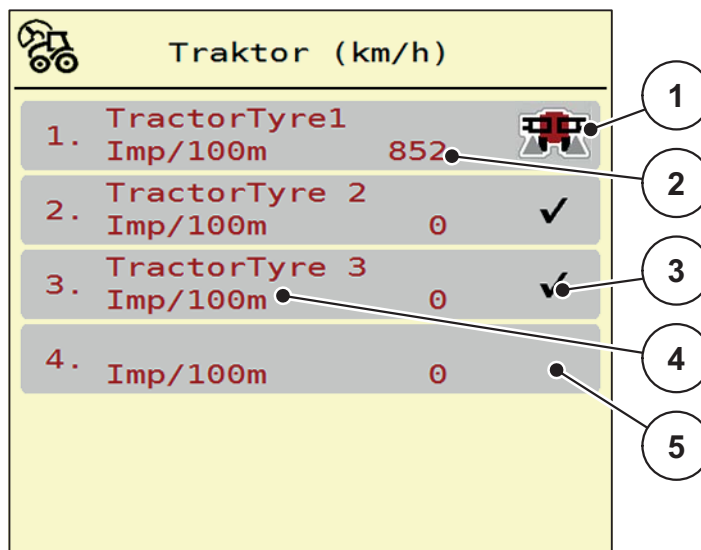 Traktor (km/h)
1. TractorTyre1
Imp/100m 852
2. TractorTyre 2
Imp/100m 0
3. TractorTyre 3
Imp/100m 0
4.
Imp/100m 0
1
2
3
4
5